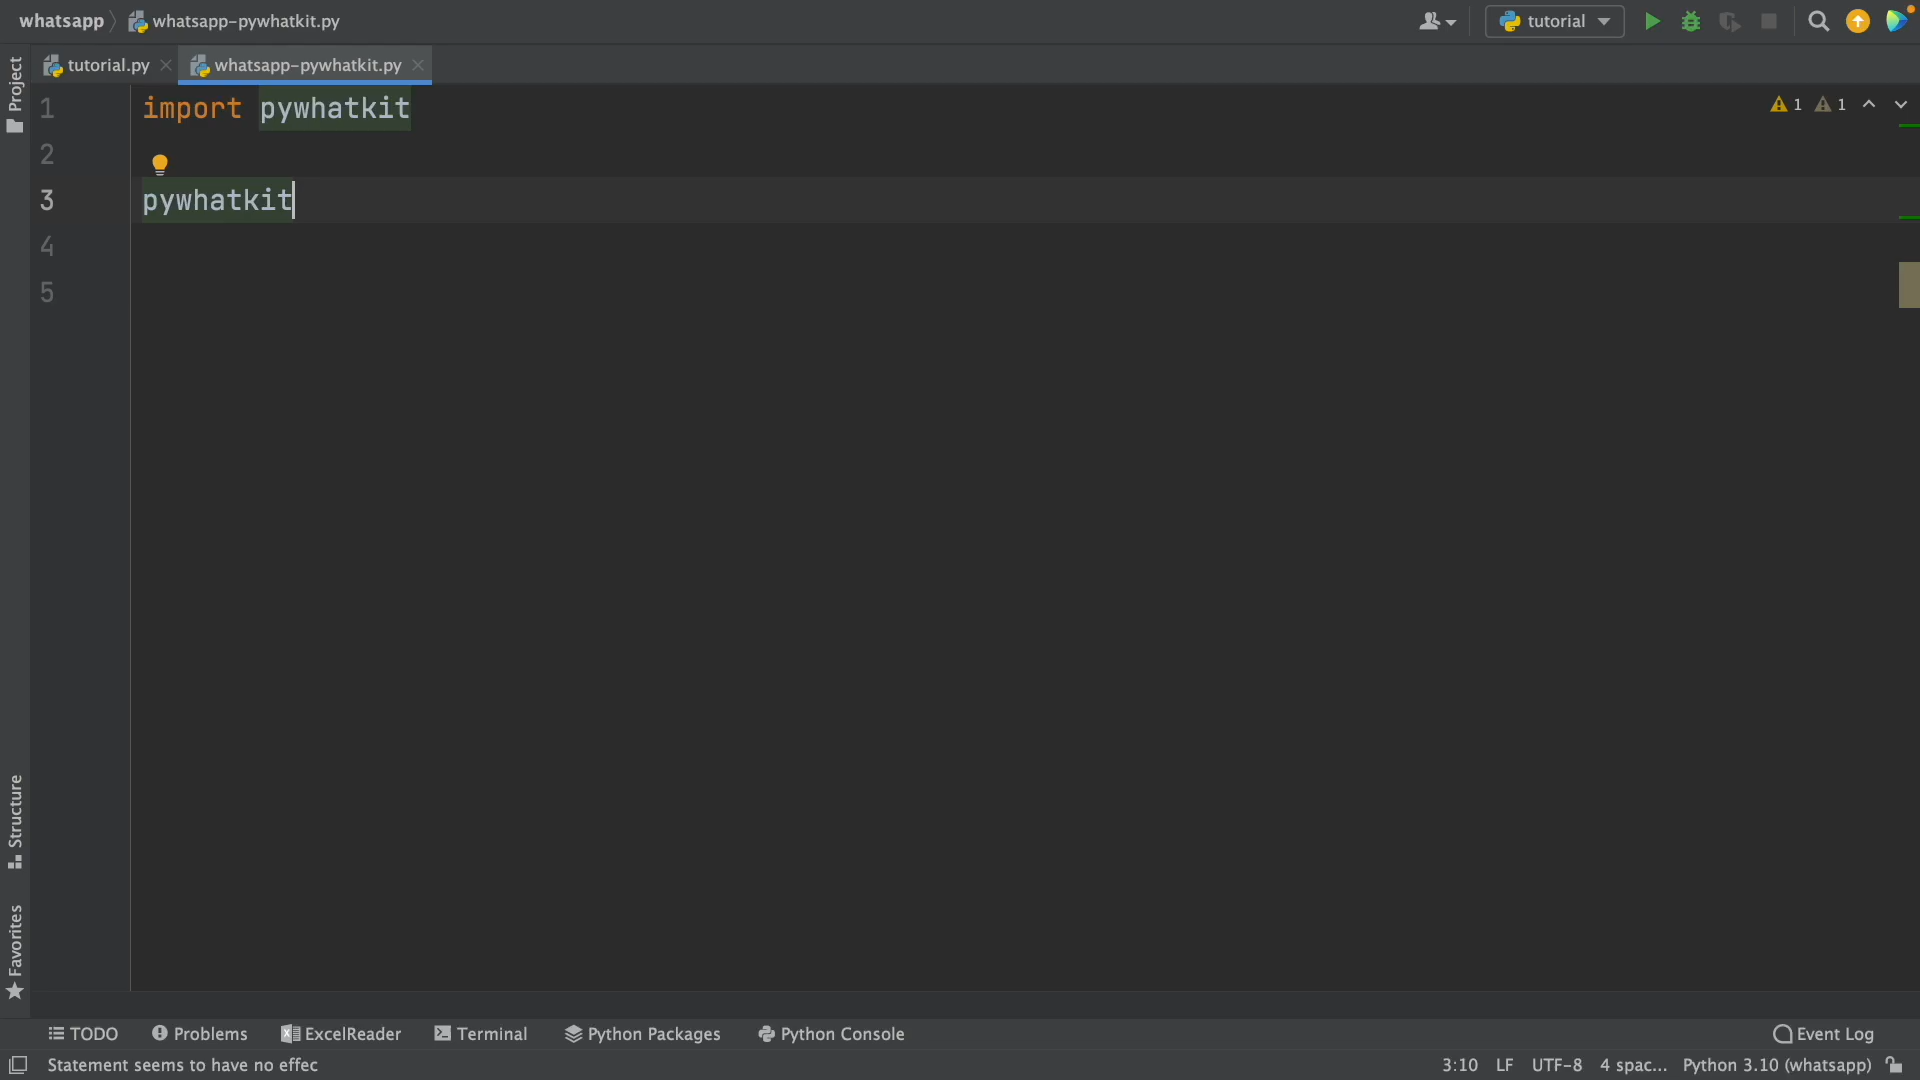 whatsapp
whatsapp-pywhatkit.py
tutorial
tutorial.py
whatsapp-pywhatkit.py
Project
1
import pywhatkit
1
1
2
3
pywhatkit
4
5
Structure
Favorites
TODO
Problems
ExcelReader
Terminal
Python Packages
Python Console
Event Log
Statement seems to have no effec
3:10
LF
UTF-8
4 spac...
Python 3.10 (whatsapp)